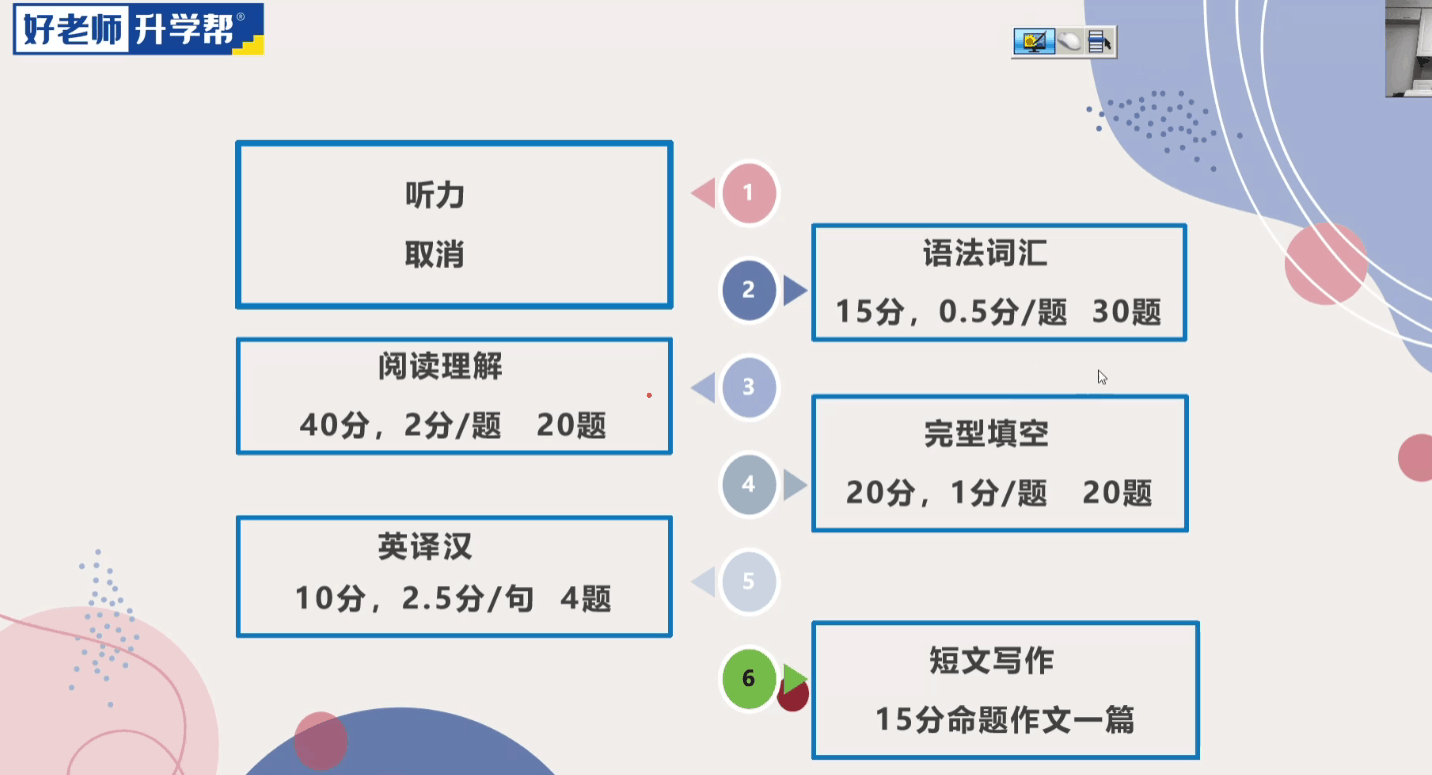 好老师升学帮®
听力
取消
1
2
语法词汇
15分，0.5分/题 30题
阅读理解
40分，2分/题 20题
3
完型填空
20分，1分/题 20题
4
英译汉
10分，2.5分/句 4题
5
6
短文写作
15分命题作文一篇